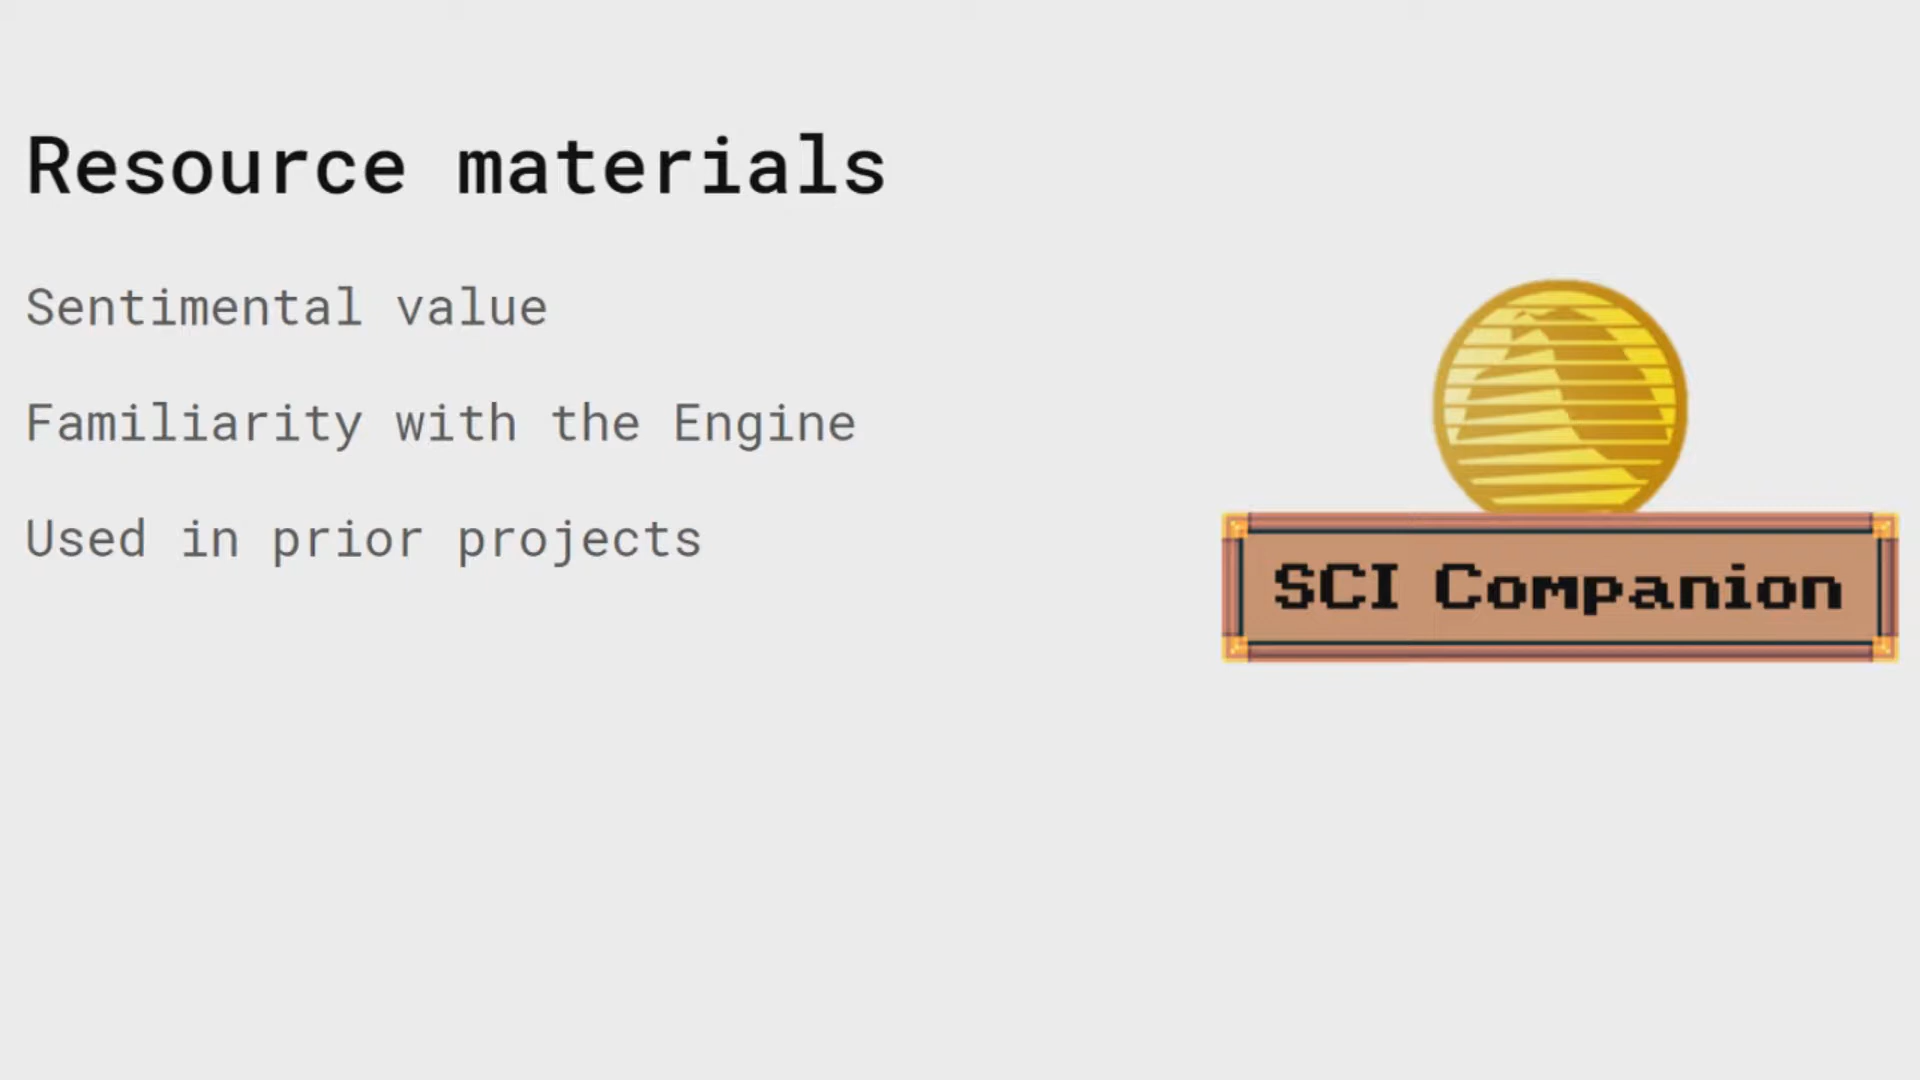 Resource materials
Sentimental value
Familiarity with the Engine
Used in prior projects
SCI Companion